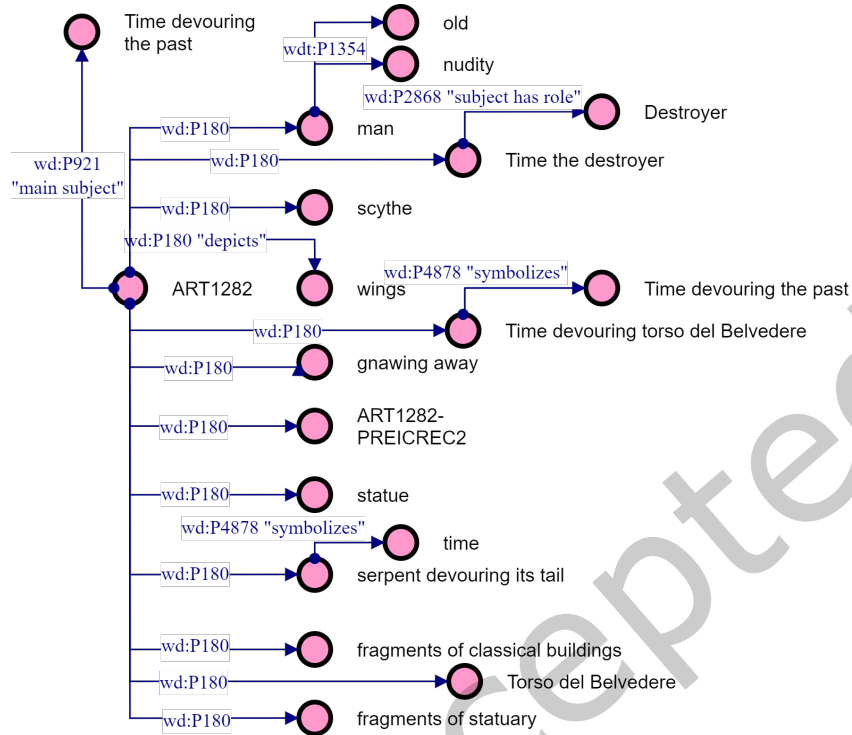 Time devouring
the past
old
wdt:P1354
nudity
wd:P2868 "subject has role"
Destroyer
wd:P180
man
wd:P180
Time the destroyer
wd:P921
"main subject"
wd:P180
scythe
wd:P180 "depicts"
wd:P4878 "symbolizes"
ART1282
wings
Time devouring the past
wd:P180
Time devouring torso del Belvedere
wd:P180
gnawing away
wd:P180
ART1282-
PREICREC2
wd:P180
statue
wd:P4878 "symbolizes"
time
wd:P180
serpent devouring its tail
wd:P180
fragments of classical buildings
wd:P180
Torso del Belvedere
wd:P180
fragments of statuary